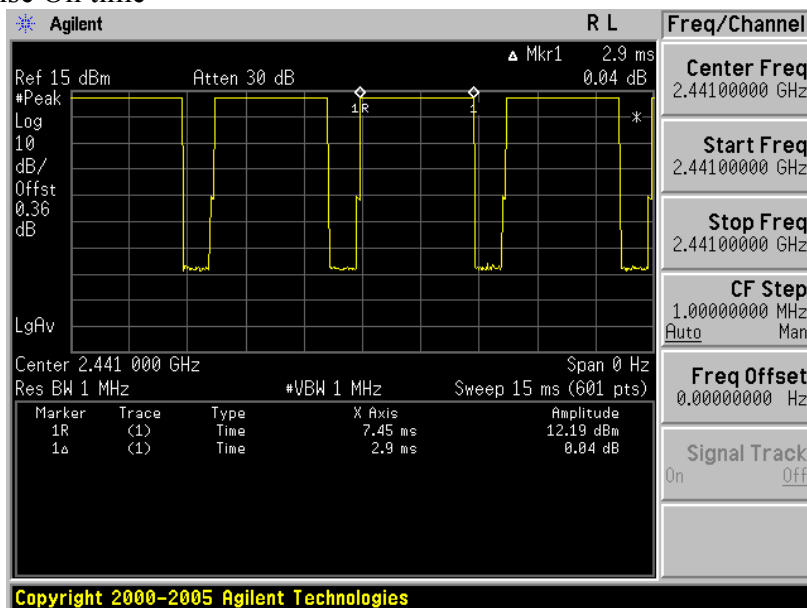 Agilent R L
Δ Mkr1 2.9 ms
Ref 15 dBm Atten 30 dB 0.04 dB
#Peak
Log
10
dB/
Offst
0.36
dB
LgAv
1R
1
*
Center 2.441 000 GHz Span 0 Hz
Res BW 1 MHz #VBW 1 MHz Sweep 15 ms (601 pts)
Marker Trace Type X Axis Amplitude
1R (1) Time 7.45 ms 12.19 dBm
1Δ (1) Time 2.9 ms 0.04 dB
Copyright 2000-2005 Agilent Technologies
Freq/Channel
Center Freq
2.44100000 GHz
Start Freq
2.44100000 GHz
Stop Freq
2.44100000 GHz
CF Step
1.00000000 MHz
Auto Man
Freq Offset
0.00000000 Hz
Signal Track
On Off